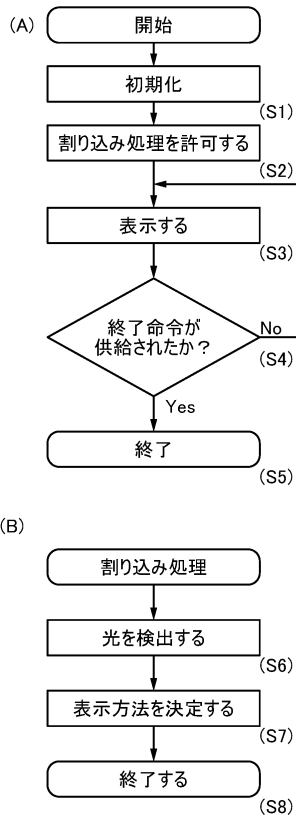 (A)
開始
初期化
(S1)
割り込み処理を許可する
(S2)
表示する
(S3)
終了命令が
供給されたか？
No
(S4)
Yes
終了
(S5)
(B)
割り込み処理
光を検出する
(S6)
表示方法を決定する
(S7)
終了する
(S8)